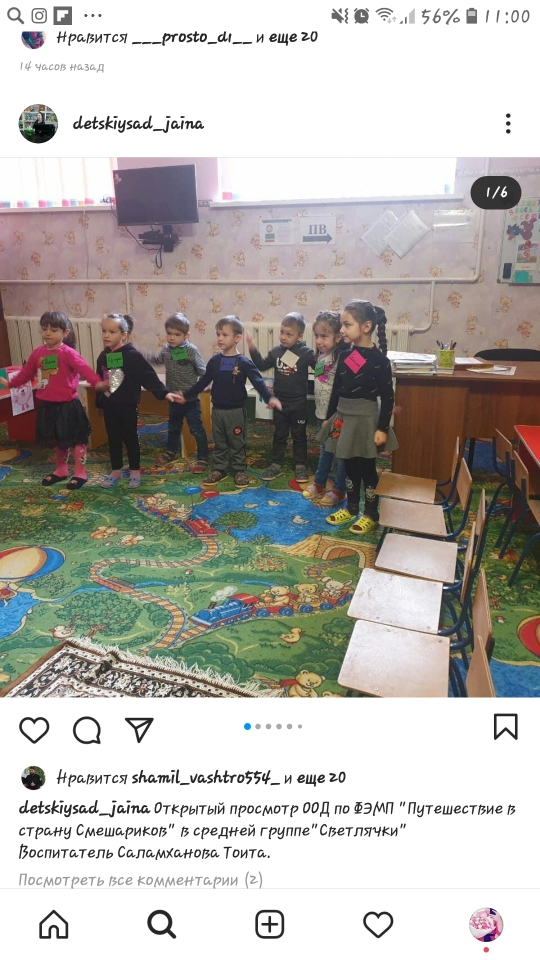 56% 11:00
Нравится ___prosto_di__ и еще 20
14 часов назад
detskiysad_jaina
1/6
ПВ
Нравится shamil_vashtro554_ и еще 20
detskiysad_jaina Открытый просмотр ООД по ФЭМП "Путешествие в
страну Смешариков" в средней группе"Светлячки"
Воспитатель Саламханова Тоита.
Посмотреть все комментарии (2)